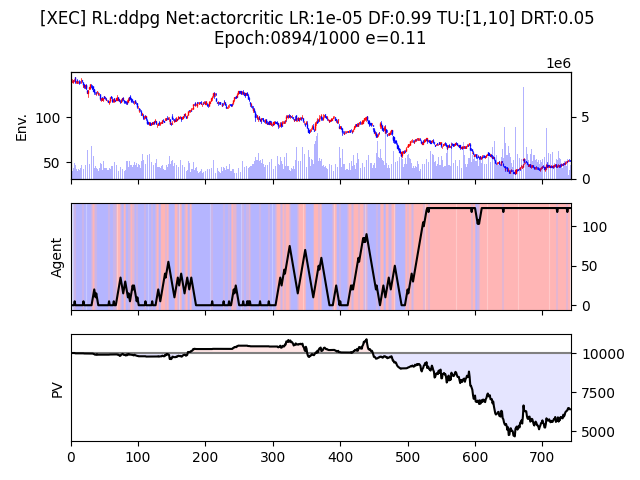 [XEC] RL:ddpg Net:actorcritic LR:1e-05 DF:0.99 TU:[1,10] DRT:0.05
Epoch:0894/1000 e=0.11
1e6
Env.
100
50
5
0
Agent
100
50
0
PV
10000
7500
5000
0 100 200 300 400 500 600 700